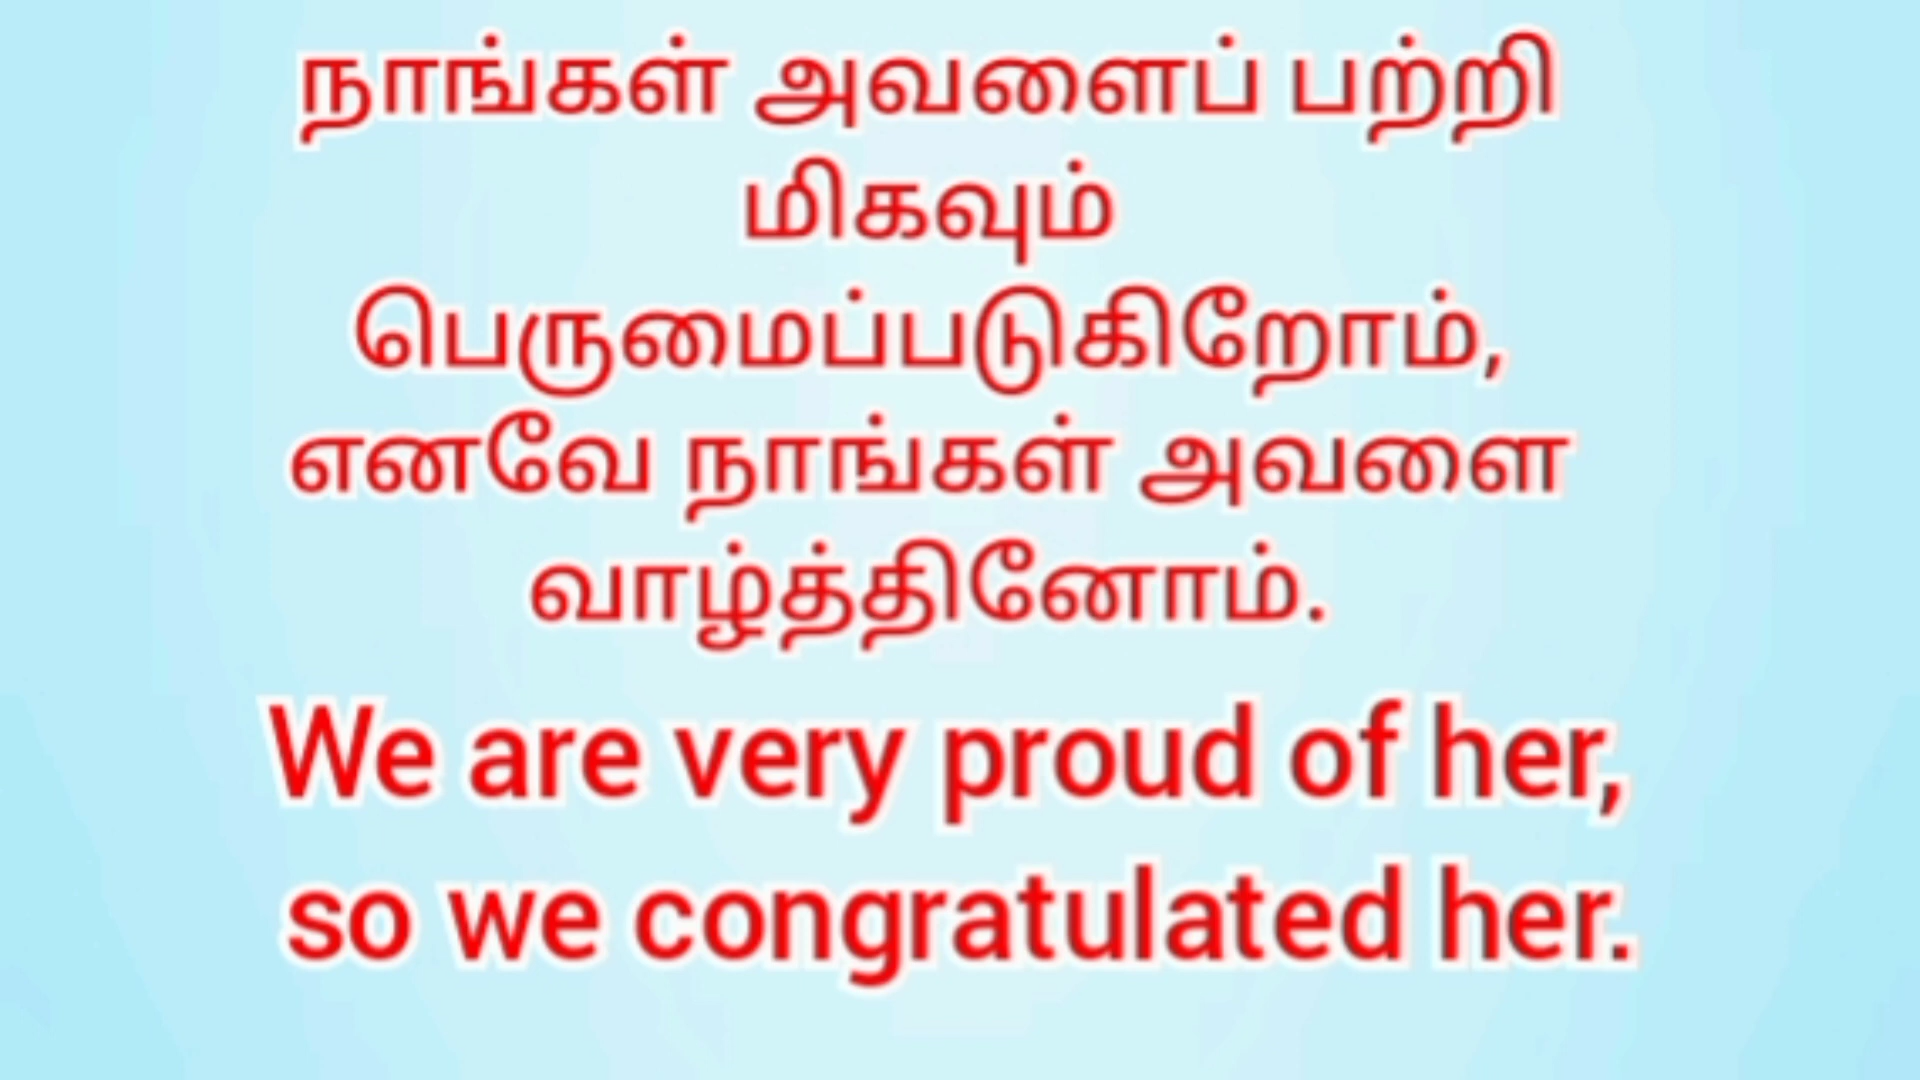 நாங்கள் அவளைப் பற்றி
மிகவும்
பெருமைப்படுகிறோம்,
எனவே நாங்கள் அவளை
வாழ்த்தினோம்.
We are very proud of her,
so we congratulated her.